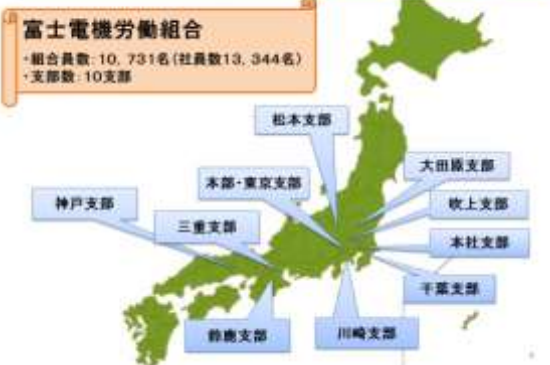 富士電機労働組合
・組合員数:10,731名(社員数13,344名)
・支部数:10支部
松本支部
大田原支部
本部・東京支部
吹上支部
神戸支部
三重支部
本社支部
千葉支部
鈴鹿支部
川崎支部